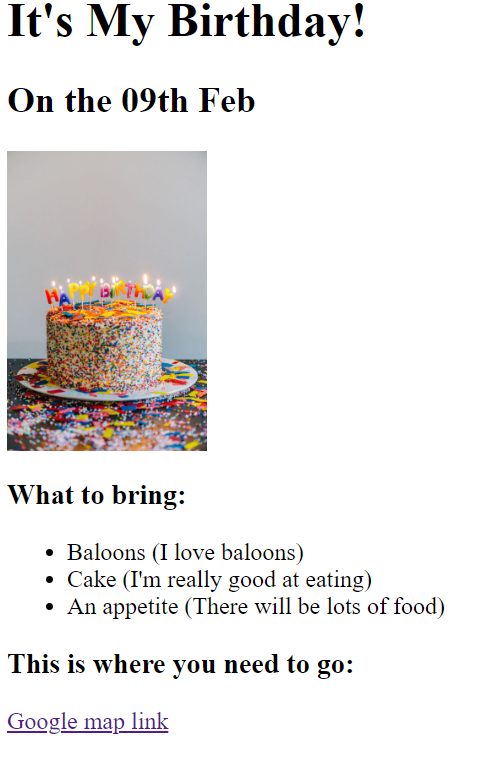 It's My Birthday!
On the 09th Feb
HAPPY BIRTHDAY
What to bring:
Baloons (I love baloons)
Cake (I'm really good at eating)
An appetite (There will be lots of food)
This is where you need to go:
Google map link